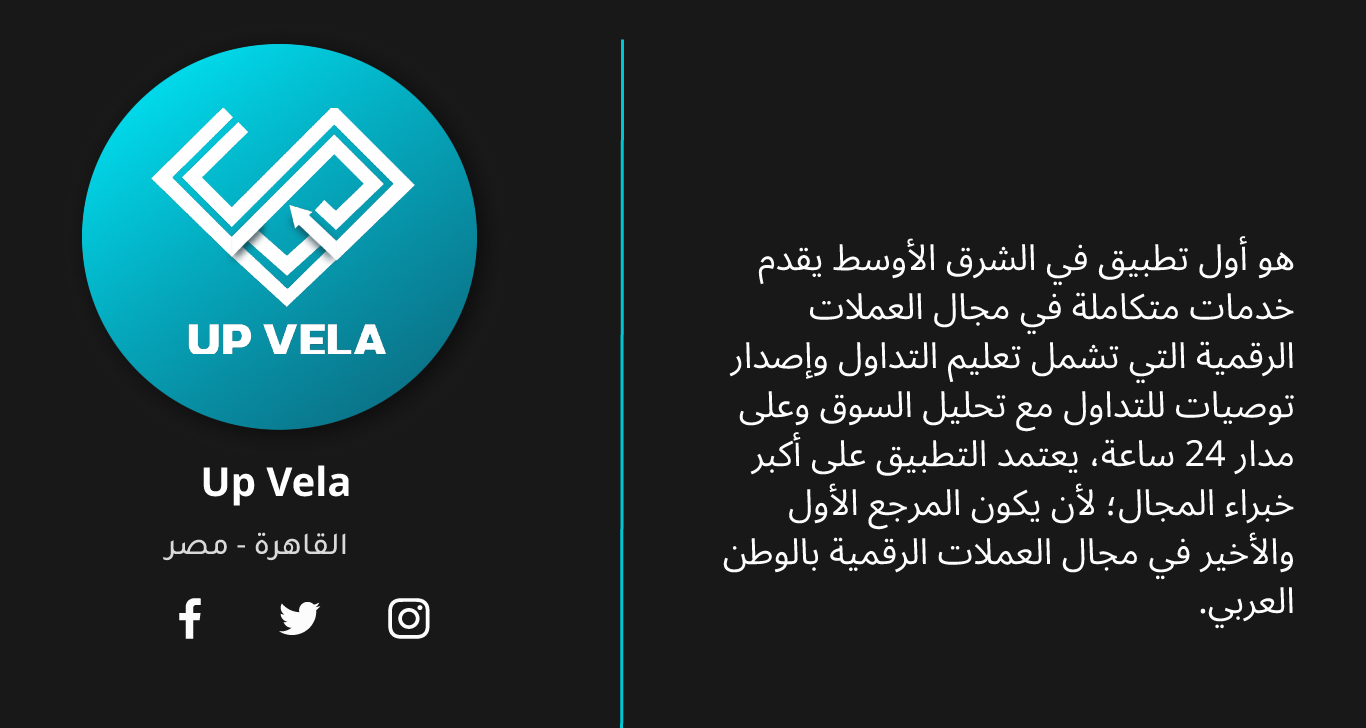 UP VELA
Up Vela
القاهرة - مصر
هو أول تطبيق في الشرق الأوسط يقدم
خدمات متكاملة في مجال العملات
الرقمية التي تشمل تعليم التداول وإصدار
توصيات للتداول مع تحليل السوق وعلى
مدار 24 ساعة، يعتمد التطبيق على أكبر
خبراء المجال؛ لأن يكون المرجع الأول
والأخير في مجال العملات الرقمية بالوطن
العربي.